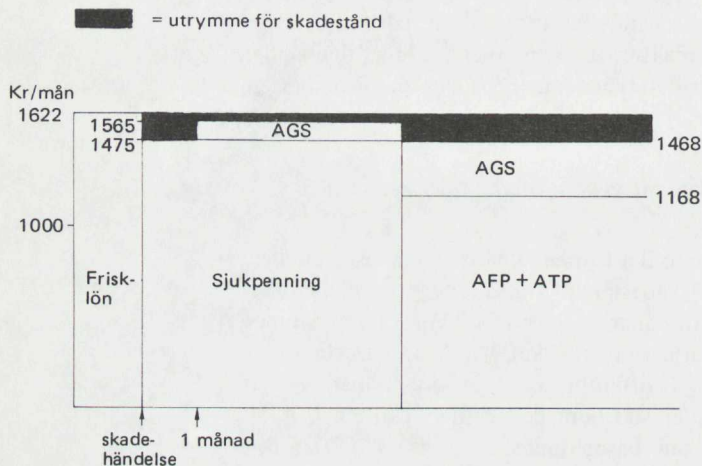 = utrymme för skadestånd
Kr/mån
1622
1565
1475
AGS
1468
AGS
1168
1000
Frisk-
lön
Sjukpenning
AFP + ATP
skade-
händelse
1 månad